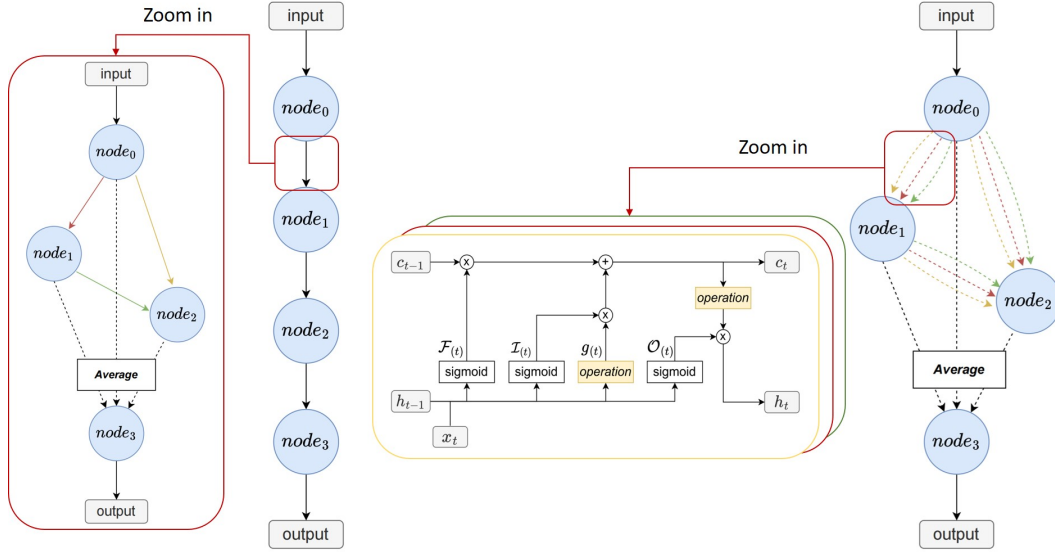 Zoom in
input
node₀
node₁
node₂
Average
node₃
output
input
node₀
node₁
node₂
node₃
output
Zoom in
cₜ₋₁
x
+
cₜ
operation
x
x
𝓕₍ₜ₎
𝓘₍ₜ₎
g₍ₜ₎
𝓞₍ₜ₎
sigmoid
sigmoid
operation
sigmoid
hₜ₋₁
hₜ
xₜ
input
node₀
node₁
node₂
Average
node₃
output